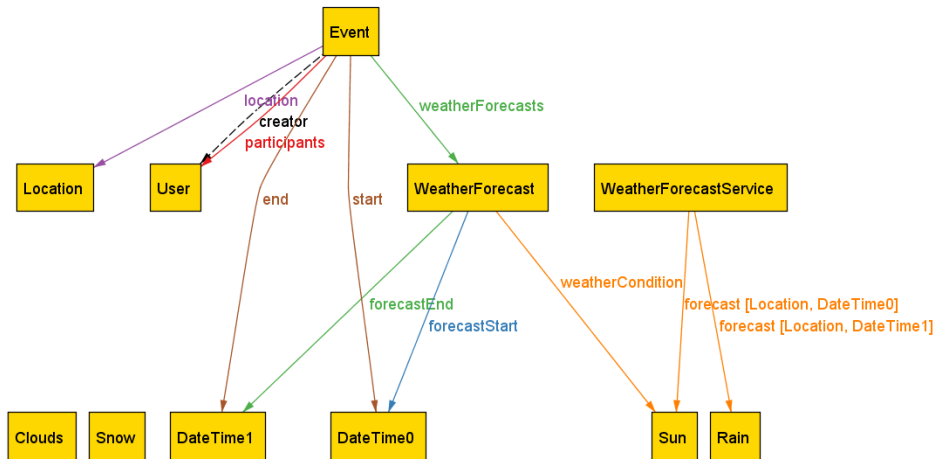 Event
location
weatherForecasts
creator
participants
Location
User
WeatherForecast
WeatherForecastService
end
start
weatherCondition
forecastEnd
forecast [Location, DateTime0]
forecastStart
forecast [Location, DateTime1]
Clouds
Snow
DateTime1
DateTime0
Sun
Rain